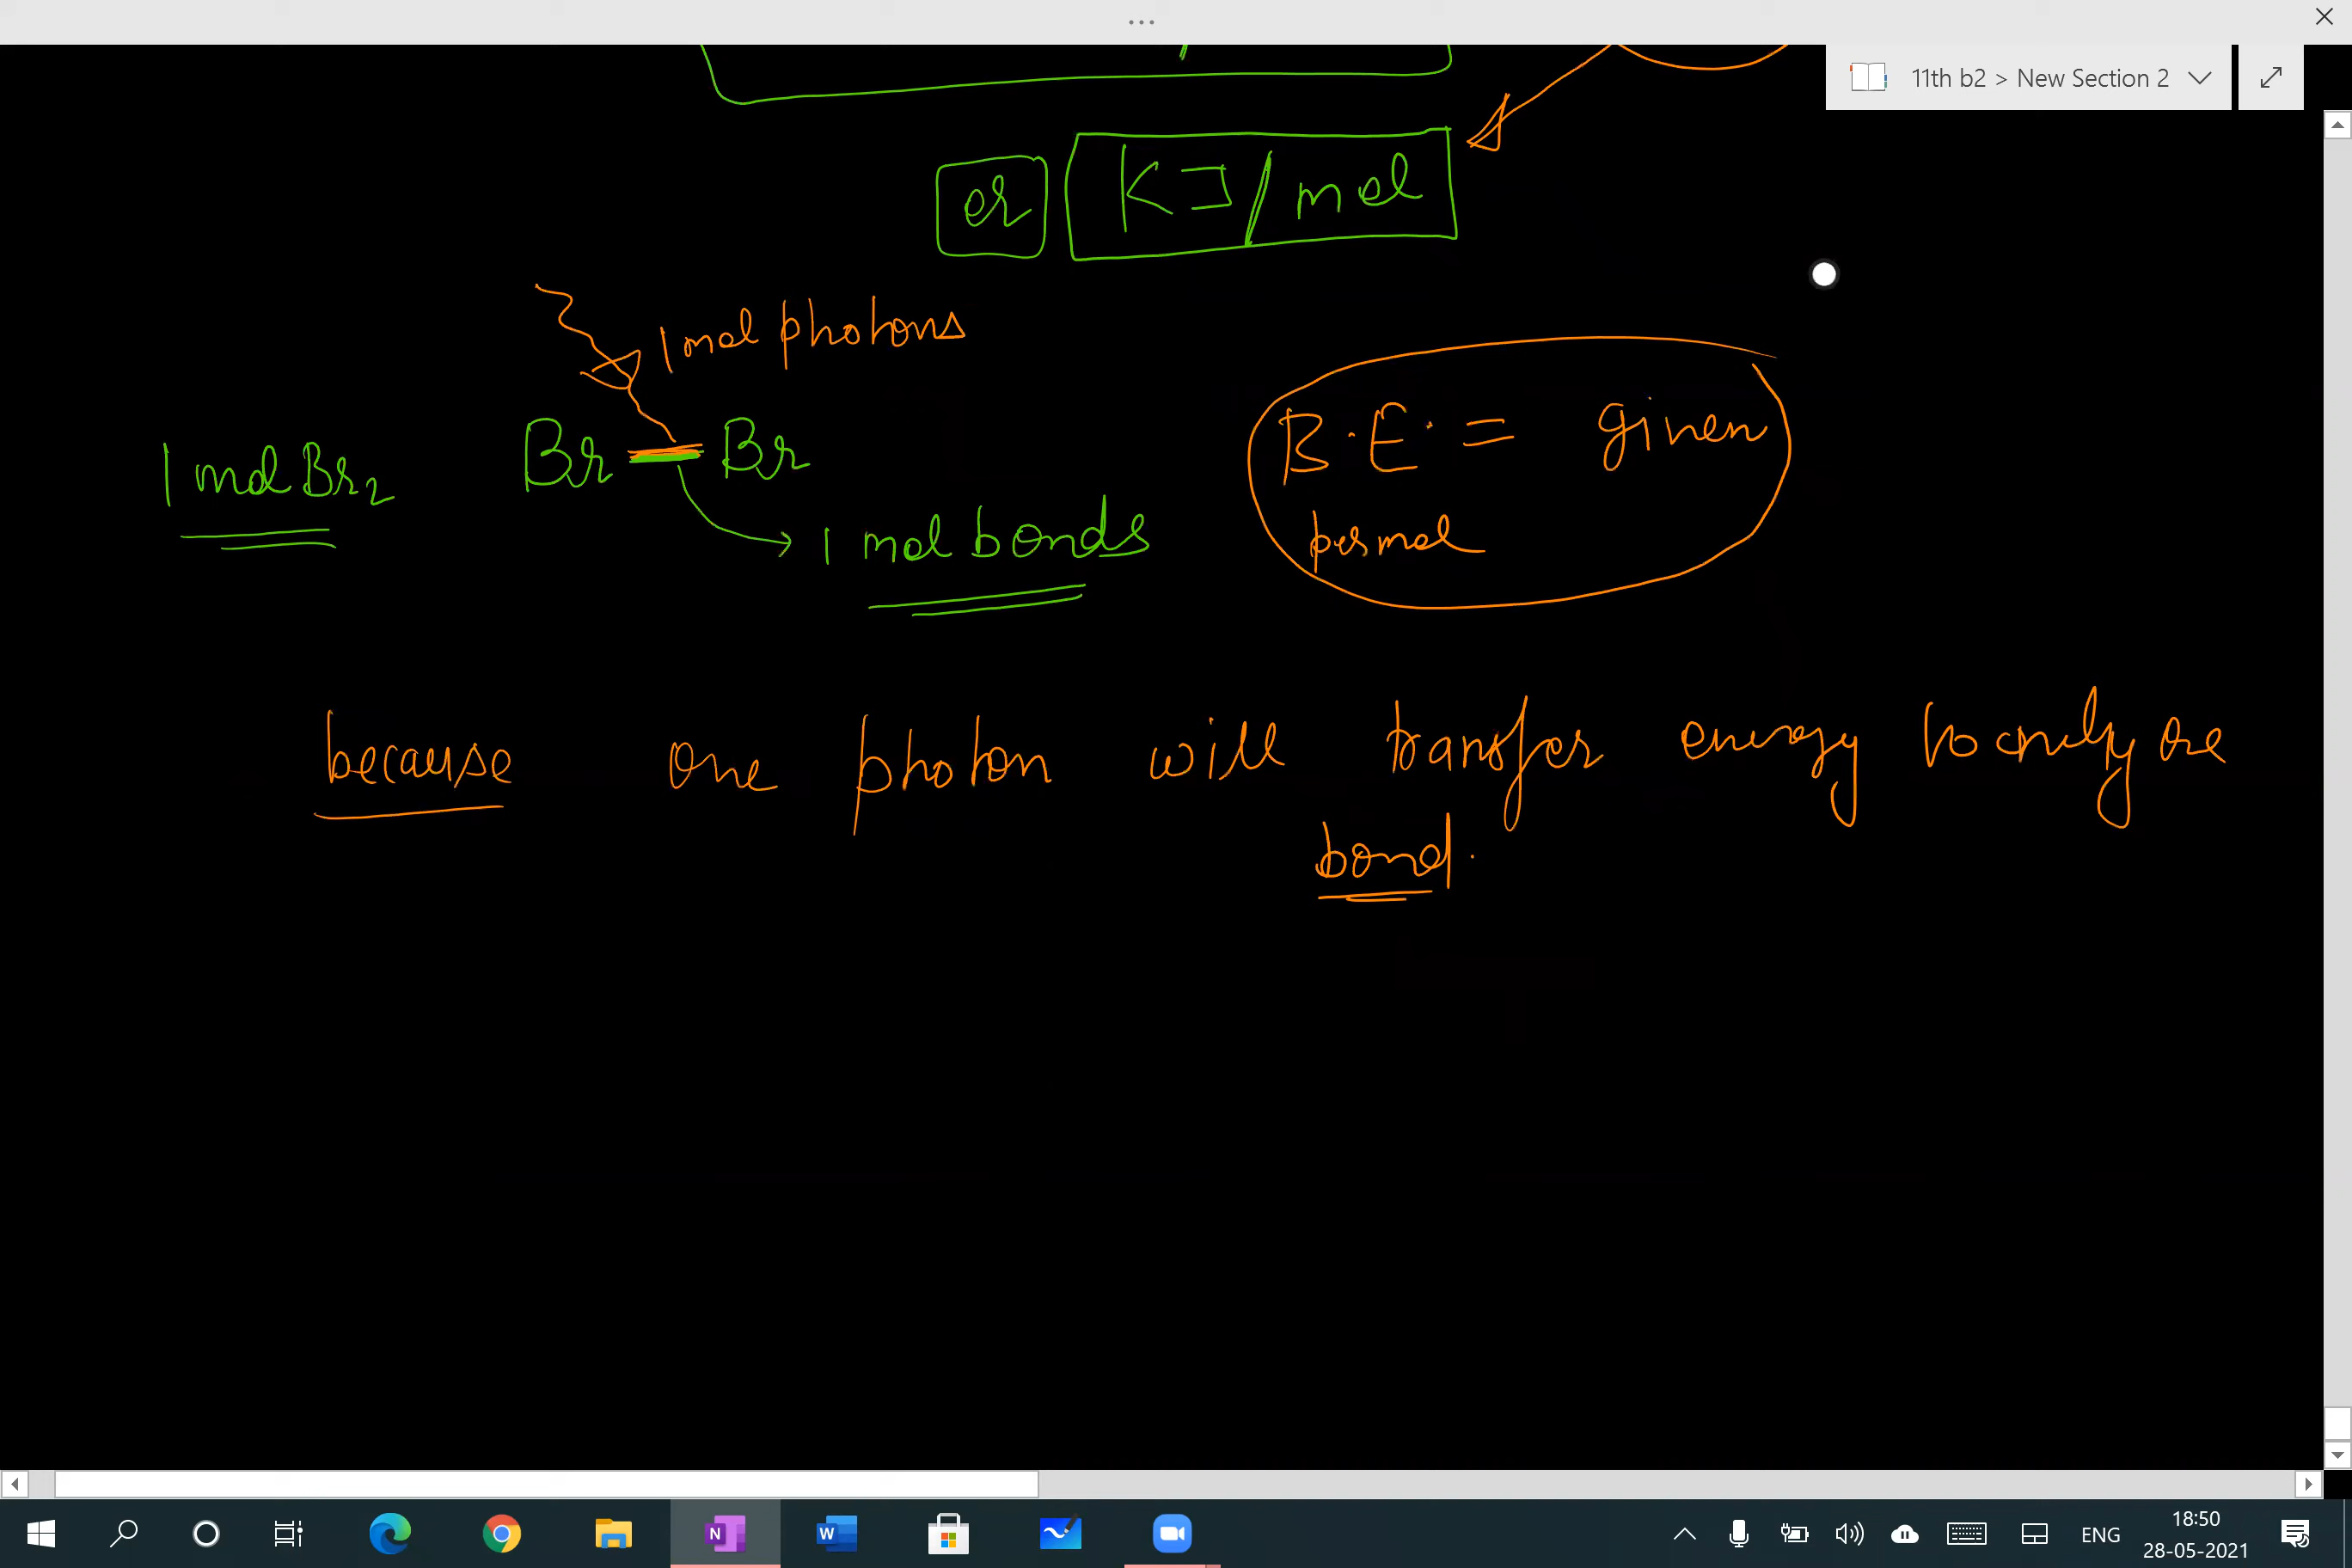 11th b2 > New Section 2
or KJ/mol
1 mol photons
1 mol Br2 Br Br
B.E. = given
per mol
1 mol bonds
because one photon will transfer energy to only one
bond.
ENG
18:50
28-05-2021